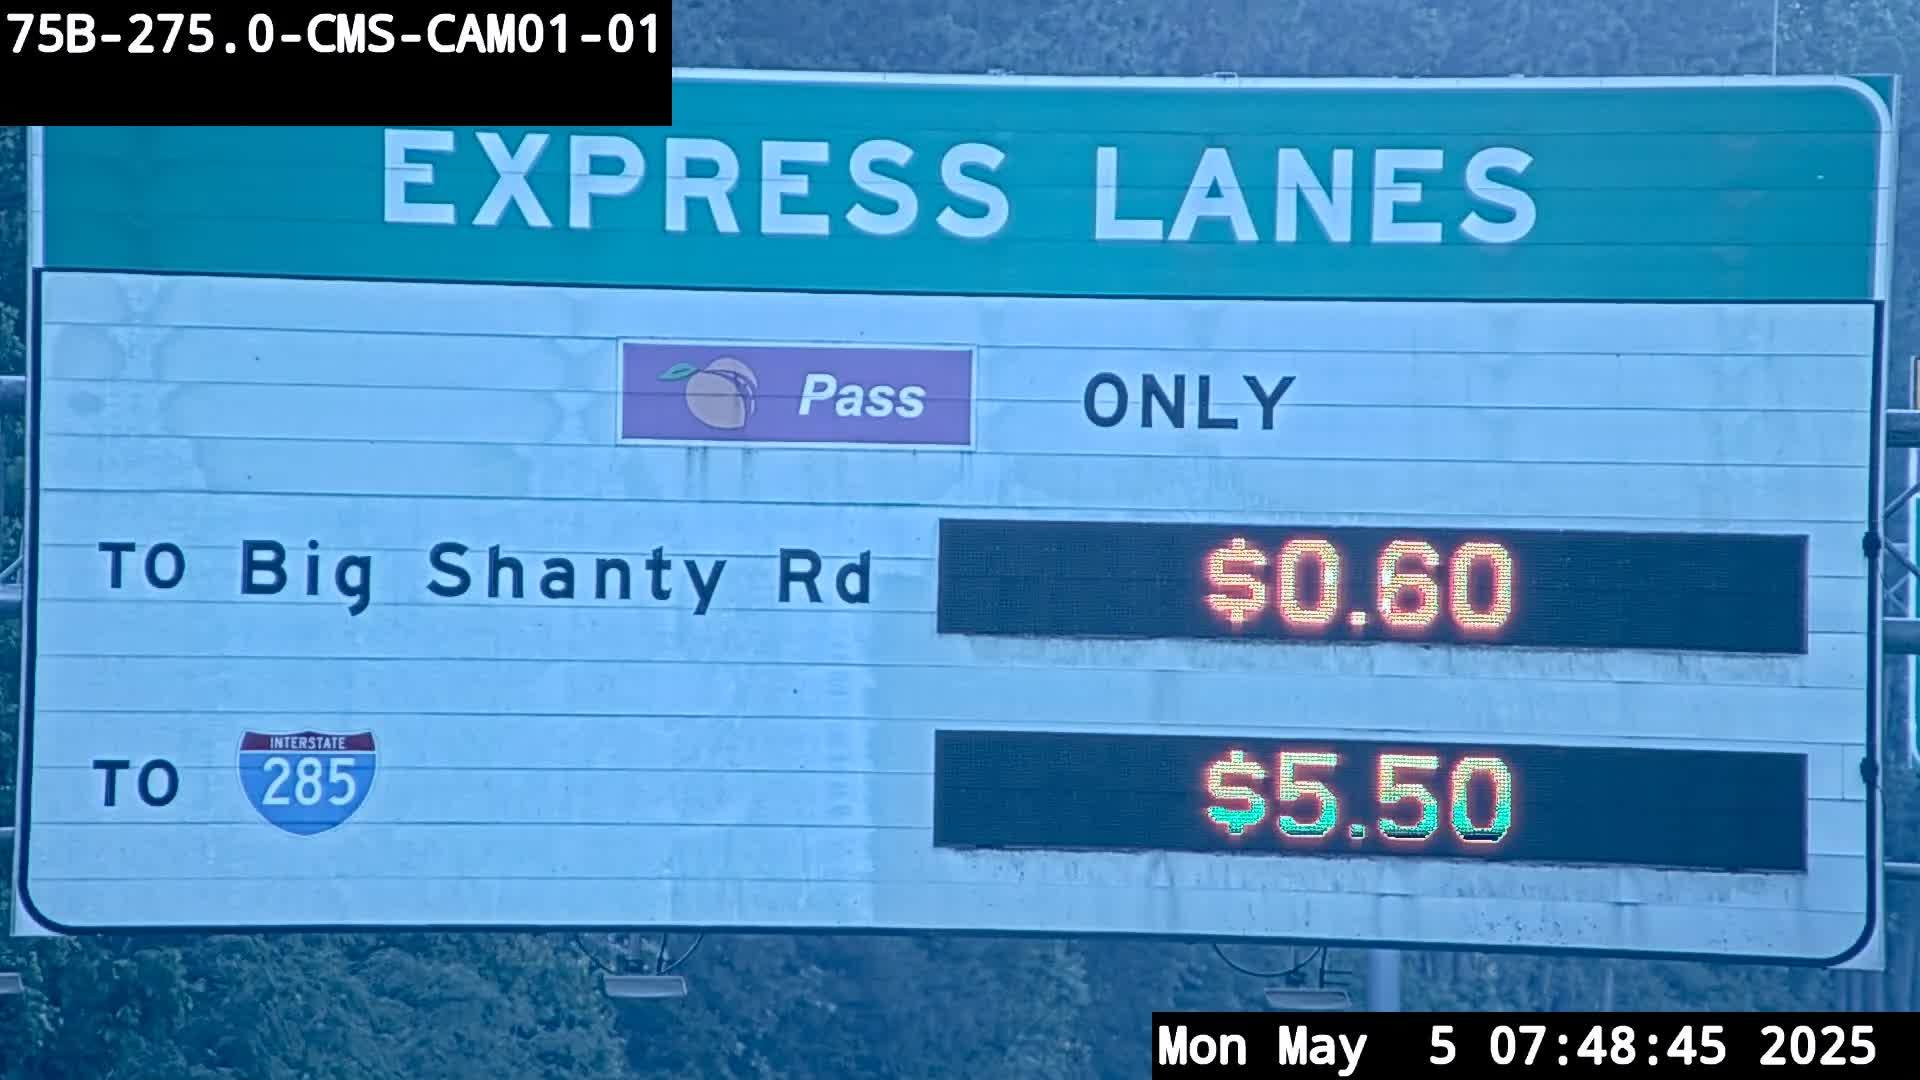 75B-275.0-CMS-CAM01-01
EXPRESS LANES
Pass ONLY
TO Big Shanty Rd $0.60
TO INTERSTATE 285 $5.50
Mon May 5 07:48:45 2025